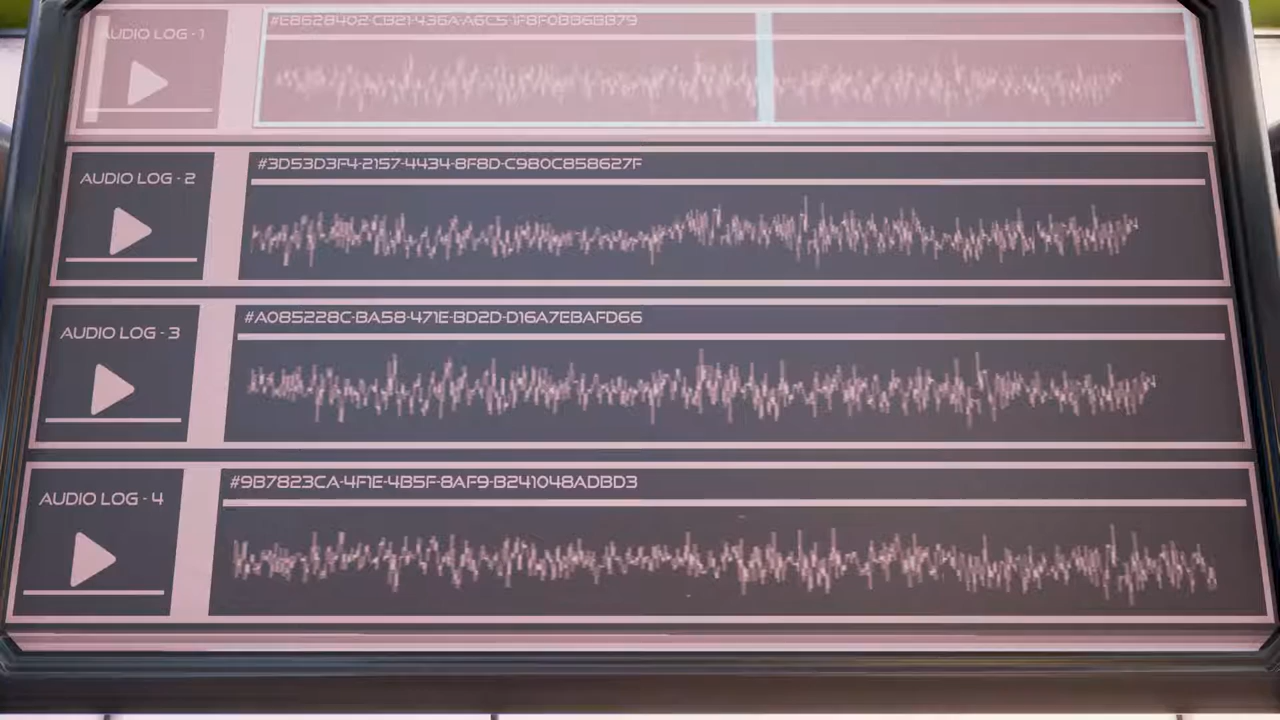 AUDIO LOG - 1
#E8628402-CB21-436A-A6C5-1F8F0BB6BB79
AUDIO LOG - 2
#3D53D3F4-2157-4434-8F8D-C980C858627F
AUDIO LOG - 3
#A085228C-BA58-471E-BD2D-D16A7EBAFD66
AUDIO LOG - 4
#9B7823CA-4F1E-4B5F-8AF9-B241048ADBD3